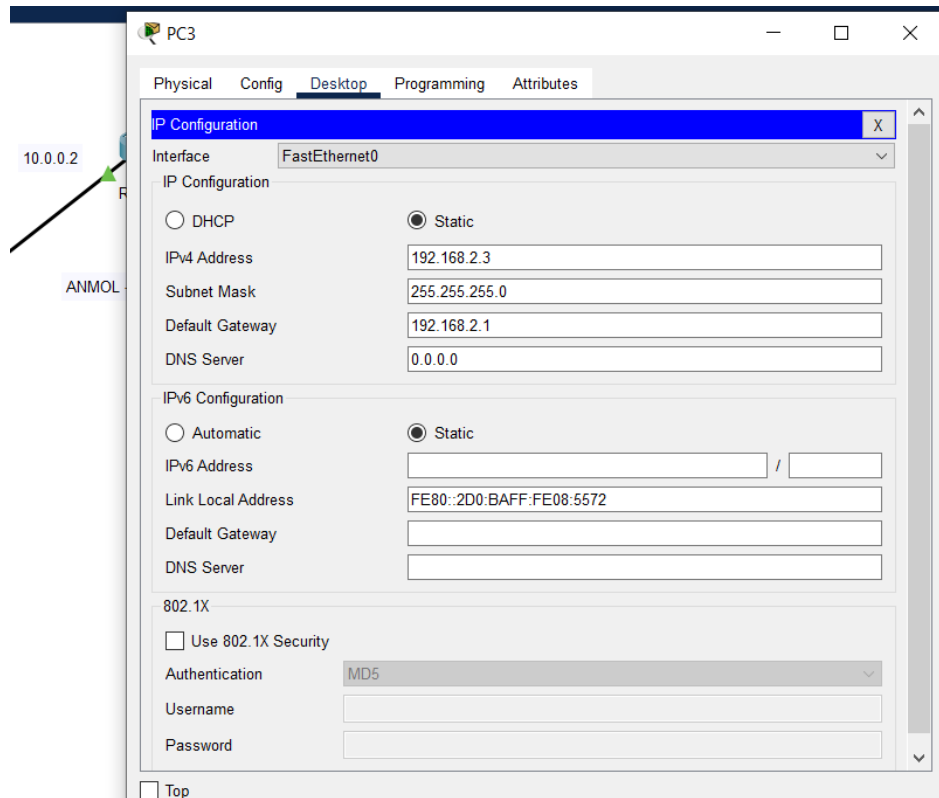 PC3
Physical Config Desktop Programming Attributes
IP Configuration X
Interface FastEthernet0
IP Configuration
DHCP Static
IPv4 Address 192.168.2.3
Subnet Mask 255.255.255.0
Default Gateway 192.168.2.1
DNS Server 0.0.0.0
IPv6 Configuration
Automatic Static
IPv6 Address /
Link Local Address FE80::2D0:BAFF:FE08:5572
Default Gateway
DNS Server
802.1X
Use 802.1X Security
Authentication MD5
Username
Password
Top
10.0.0.2
R
ANMOL -